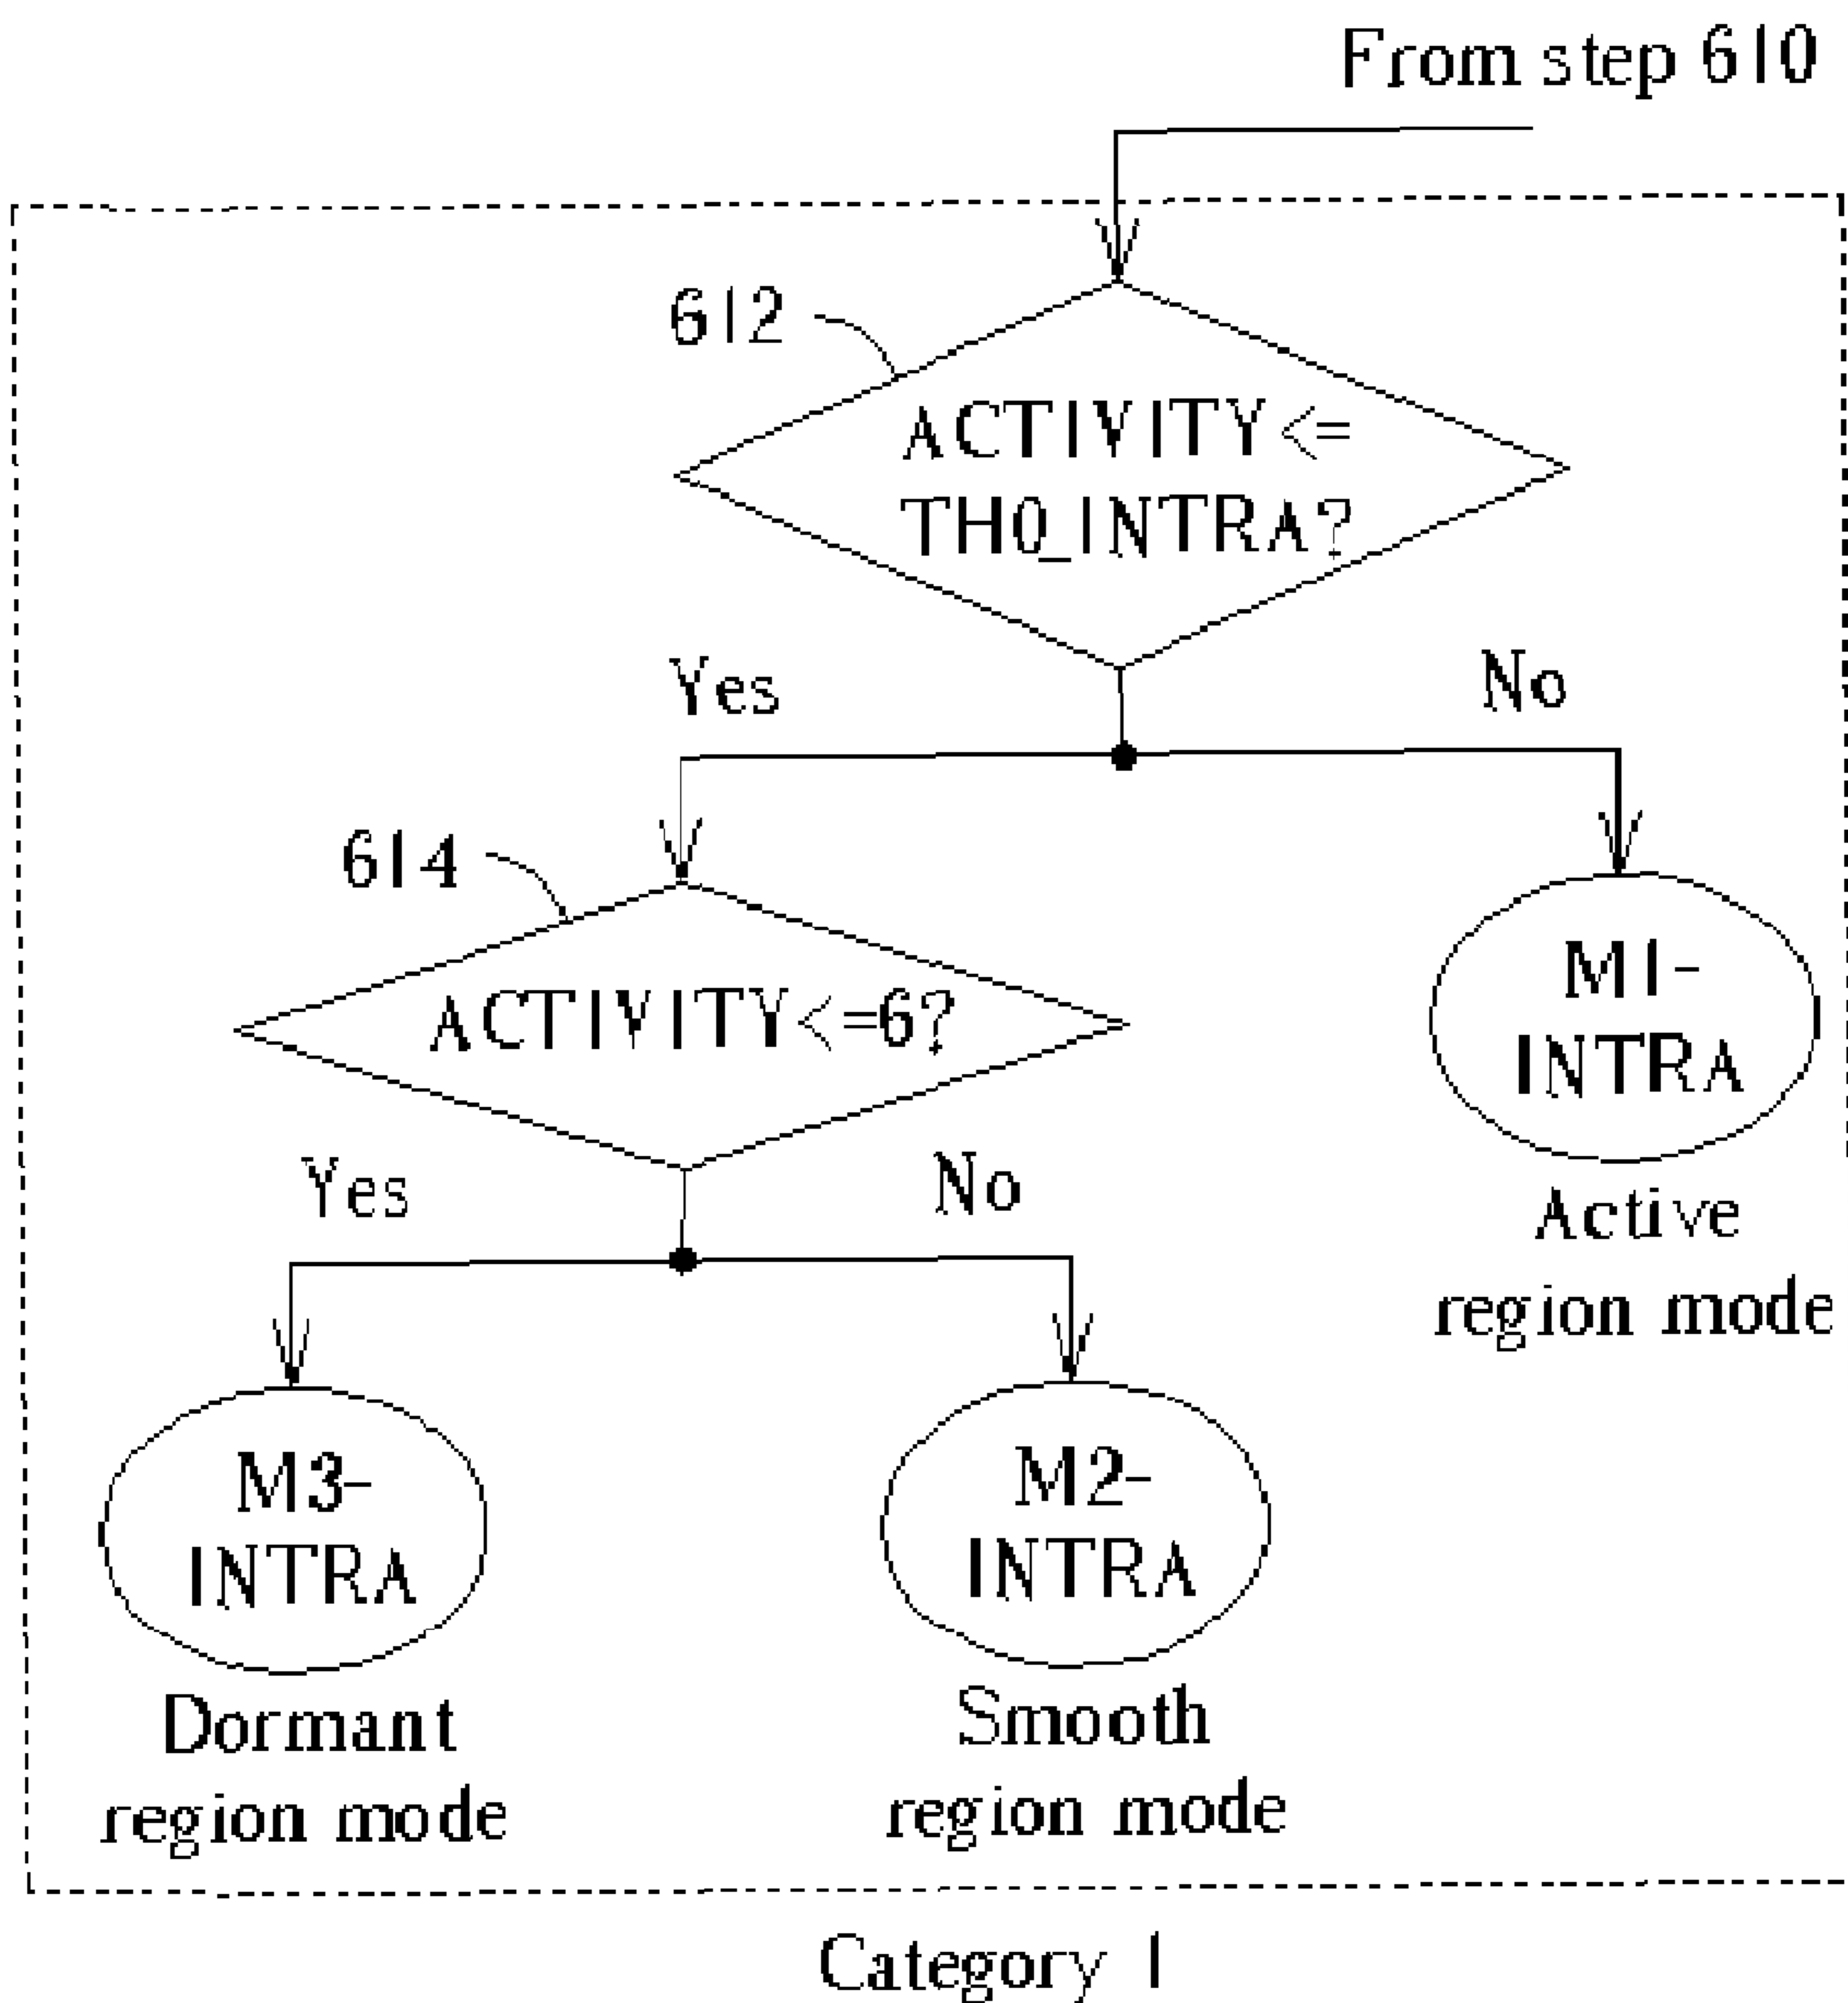 From step 610
612
ACTIVITY<=
TH0_INTRA?
Yes
No
614
ACTIVITY<=6?
M1-
INTRA
Active
region mode
Yes
No
M3-
INTRA
Dormant
region mode
M2-
INTRA
Smooth
region mode
Category 1